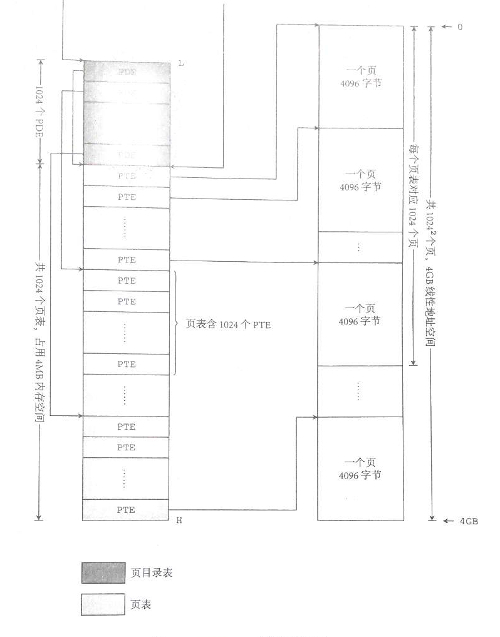 L
0
PDE
1024 个 PDE
PTE
PTE
……
PTE
PTE
PTE
……
PTE
……
PTE
PTE
……
PTE
H
共 1024 个页表，占用 4MB 内存空间
页表含 1024 个 PTE
一个页
4096 字节
一个页
4096 字节
…
一个页
4096 字节
……
一个页
4096 字节
每个页表对应 1024 个页
共 1024² 个页，4GB 线性地址空间
4GB
页目录表
页表